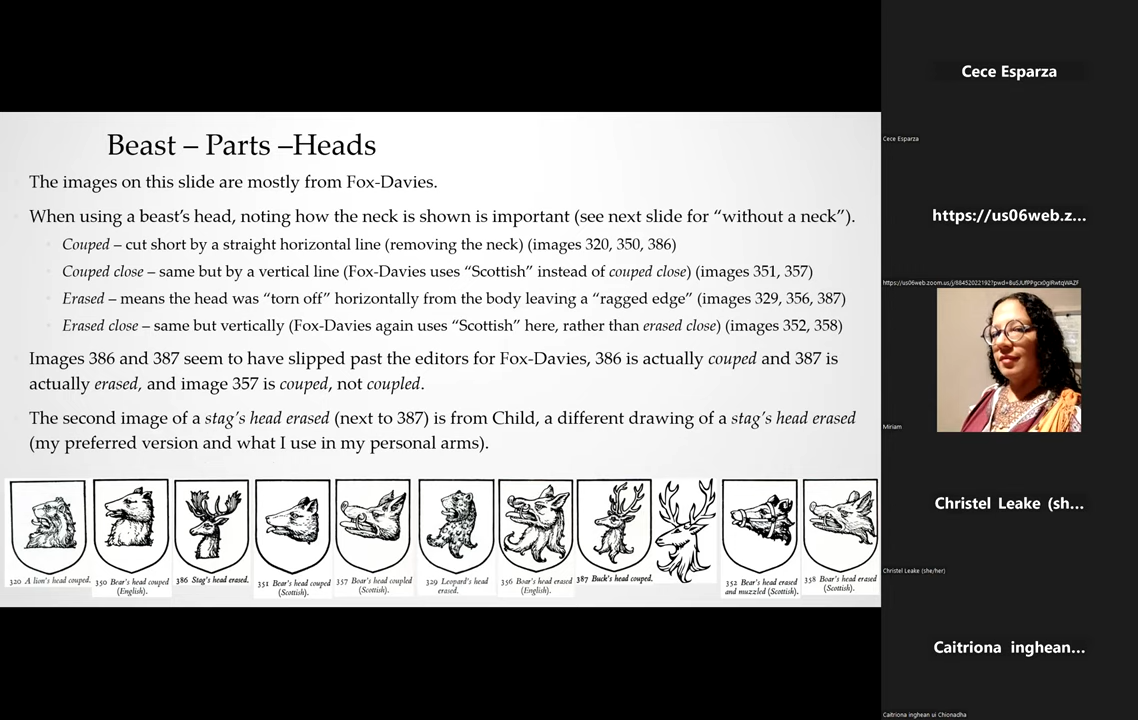 Beast – Parts –Heads
The images on this slide are mostly from Fox-Davies.
When using a beast's head, noting how the neck is shown is important (see next slide for "without a neck").
Couped – cut short by a straight horizontal line (removing the neck) (images 320, 350, 386)
Couped close – same but by a vertical line (Fox-Davies uses "Scottish" instead of couped close) (images 351, 357)
Erased – means the head was "torn off" horizontally from the body leaving a "ragged edge" (images 329, 356, 387)
Erased close – same but vertically (Fox-Davies again uses "Scottish" here, rather than erased close) (images 352, 358)
Images 386 and 387 seem to have slipped past the editors for Fox-Davies, 386 is actually couped and 387 is
actually erased, and image 357 is couped, not coupled.
The second image of a stag's head erased (next to 387) is from Child, a different drawing of a stag's head erased
(my preferred version and what I use in my personal arms).
320 A lion's head couped.
350 Bear's head couped
(English).
386 Stag's head erased.
351 Bear's head couped
(Scottish).
357 Boar's head coupled
(Scottish).
329 Leopard's head
erased.
356 Boar's head erased
(English).
387 Buck's head couped.
352 Bear's head erased
and muzzled (Scottish).
358 Boar's head erased
(Scottish).
Cece Esparza
Cece Esparza
https://us06web.z...
Miriam
Christel Leake (sh...
Christel Leake (she/her)
Caitriona inghean...
Caitriona inghean ui Chionadha